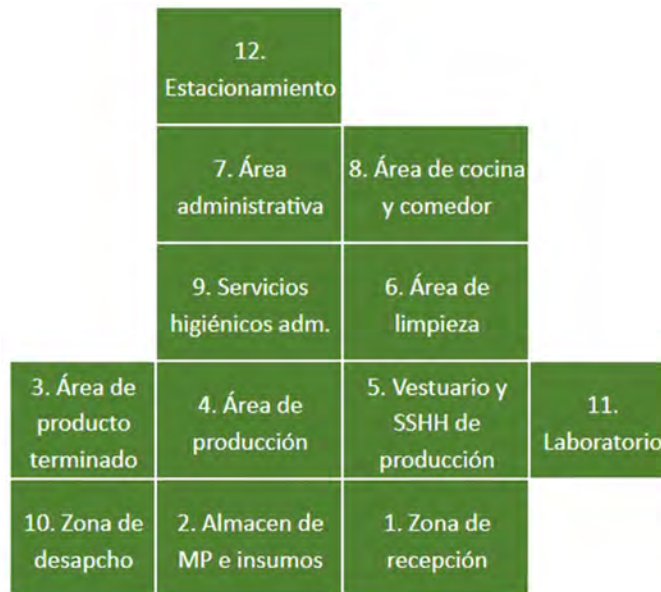 12.
Estacionamiento
7. Área
administrativa
8. Área de cocina
y comedor
9. Servicios
higiénicos adm.
6. Área de
limpieza
3. Área de
producto
terminado
4. Área de
producción
5. Vestuario y
SSHH de
producción
11.
Laboratorio
10. Zona de
desapcho
2. Almacen de
MP e insumos
1. Zona de
recepción